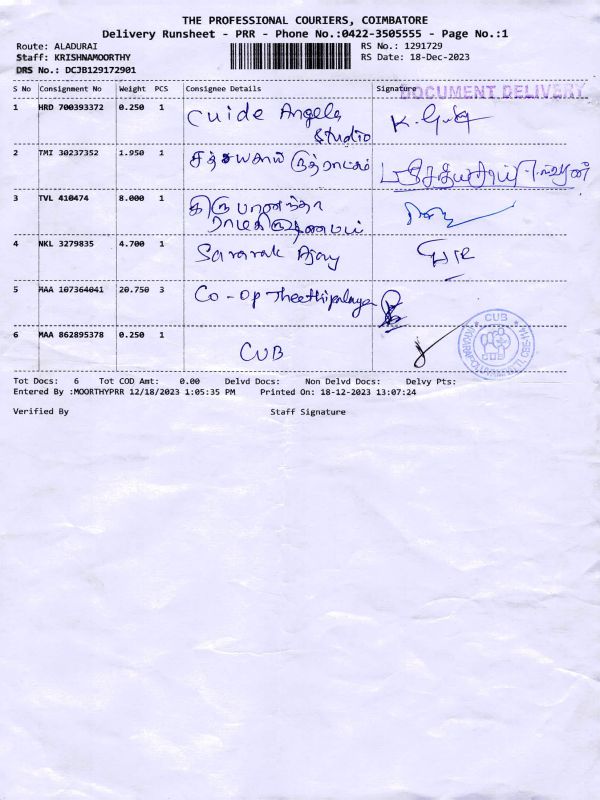 THE PROFESSIONAL COURIERS, COIMBATORE
Delivery Runsheet - PRR - Phone No.:0422-3505555 - Page No.:1
Route: ALADURAI
Staff: KRISHNAMOORTHY
DRS No.: DCJB129172901
RS No.: 1291729
RS Date: 18-Dec-2023
S No Consignment No Weight PCS Consignee Details Signature
DOCUMENT DELIVERY
1 HRD 700393372 0.250 1 Cuide Angels
Studio
2 TMI 30237352 1.950 1
3 TVL 410474 8.000 1
4 NKL 3279835 4.700 1 Ajay
5 MAA 107364041 20.750 3 Co-op
6 MAA 862895378 0.250 1 CUB
CUB
Tot Docs: 6 Tot COD Amt: 0.00 Delvd Docs: Non Delvd Docs: Delvy Pts:
Entered By :MOORTHYPRR 12/18/2023 1:05:35 PM Printed On: 18-12-2023 13:07:24
Verified By Staff Signature